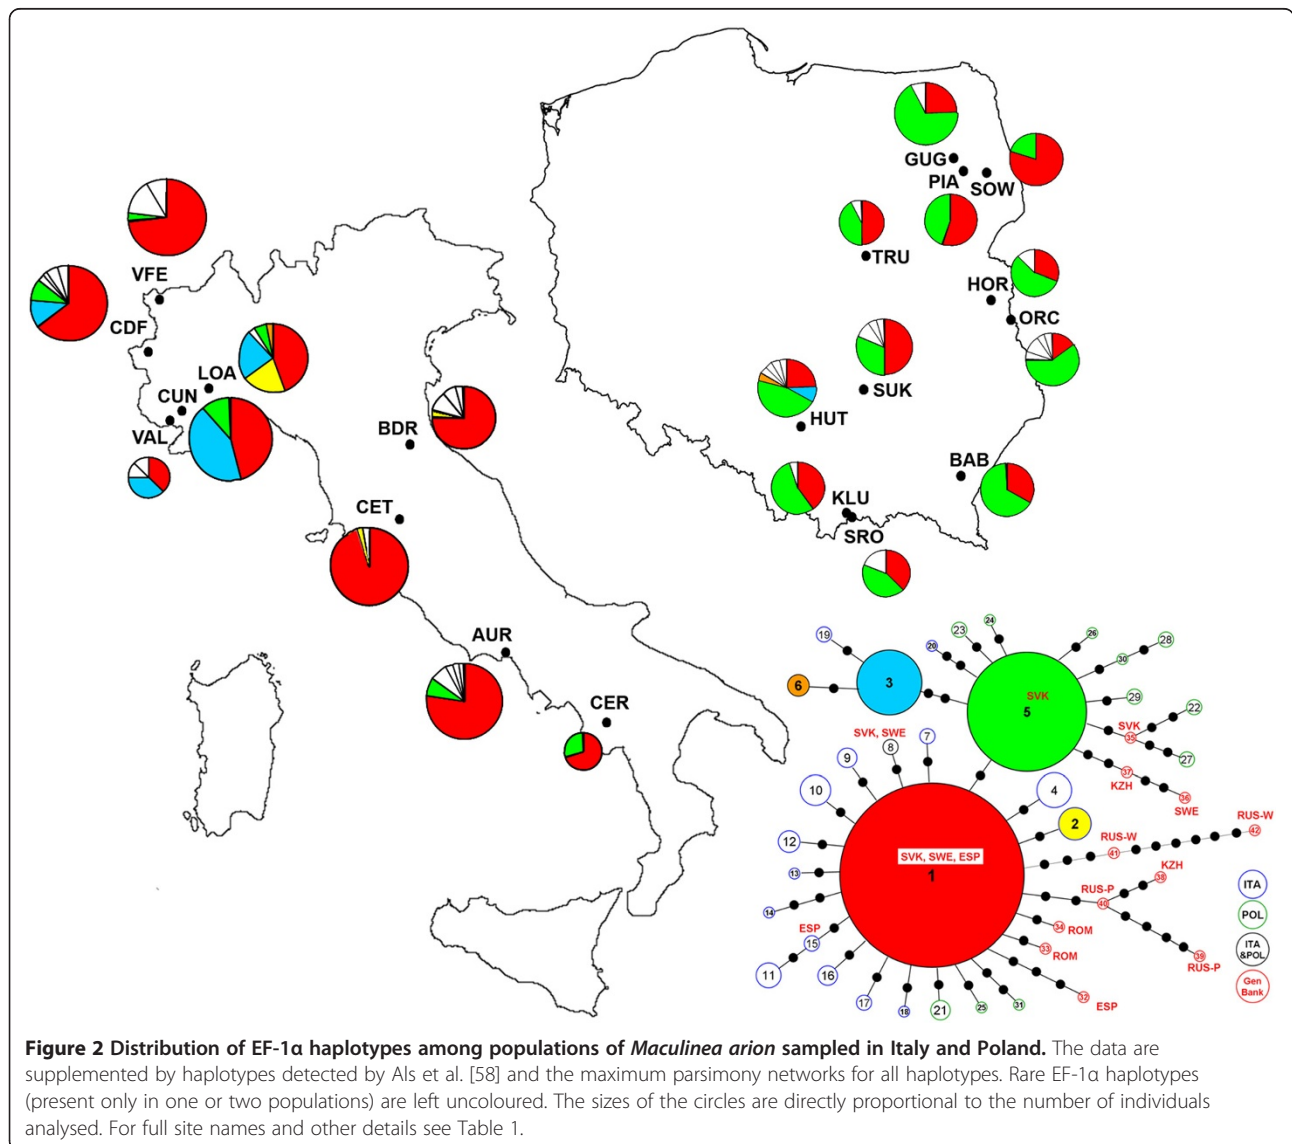 GUG
PIA
SOW
TRU
HOR
ORC
SUK
HUT
BAB
KLU
SRO
VFE
CDF
LOA
CUN
VAL
BDR
CET
AUR
CER
19
6
3
20
23
24
26
30
28
29
SVK
5
SVK
35
22
27
37
KZH
36
SWE
SVK, SWE
8
7
9
10
12
13
14
ESP
15
11
16
17
18
21
25
31
4
2
SVK, SWE, ESP
1
RUS-W
41
RUS-W
42
RUS-P
40
KZH
38
39
RUS-P
34
ROM
33
ROM
32
ESP
ITA
POL
ITA
&POL
Gen
Bank
Figure 2 Distribution of EF-1α haplotypes among populations of Maculinea arion sampled in Italy and Poland. The data are
supplemented by haplotypes detected by Als et al. [58] and the maximum parsimony networks for all haplotypes. Rare EF-1α haplotypes
(present only in one or two populations) are left uncoloured. The sizes of the circles are directly proportional to the number of individuals
analysed. For full site names and other details see Table 1.